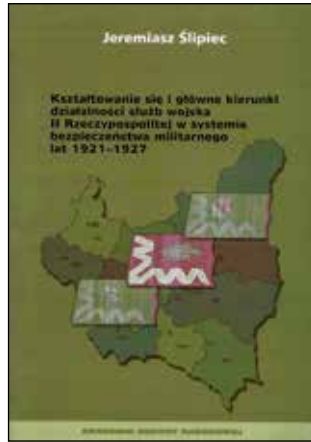 Jeremiasz Ślipiec
Kształtowanie się i główne kierunki
działalności służb wojska
II Rzeczypospolitej w systemie
bezpieczeństwa militarnego
lat 1921–1927